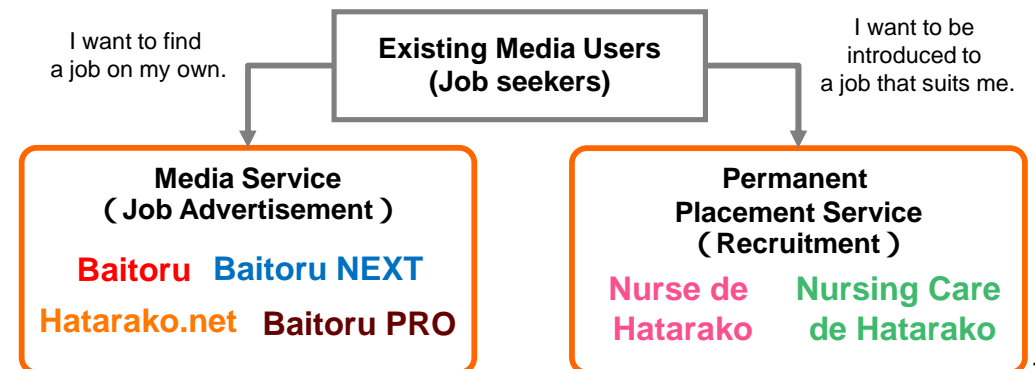 I want to find
a job on my own.
Existing Media Users
(Job seekers)
I want to be
introduced to
a job that suits me.
Media Service
（Job Advertisement）
Baitoru Baitoru NEXT
Hatarako.net Baitoru PRO
Permanent
Placement Service
（Recruitment）
Nurse de
Hatarako
Nursing Care
de Hatarako